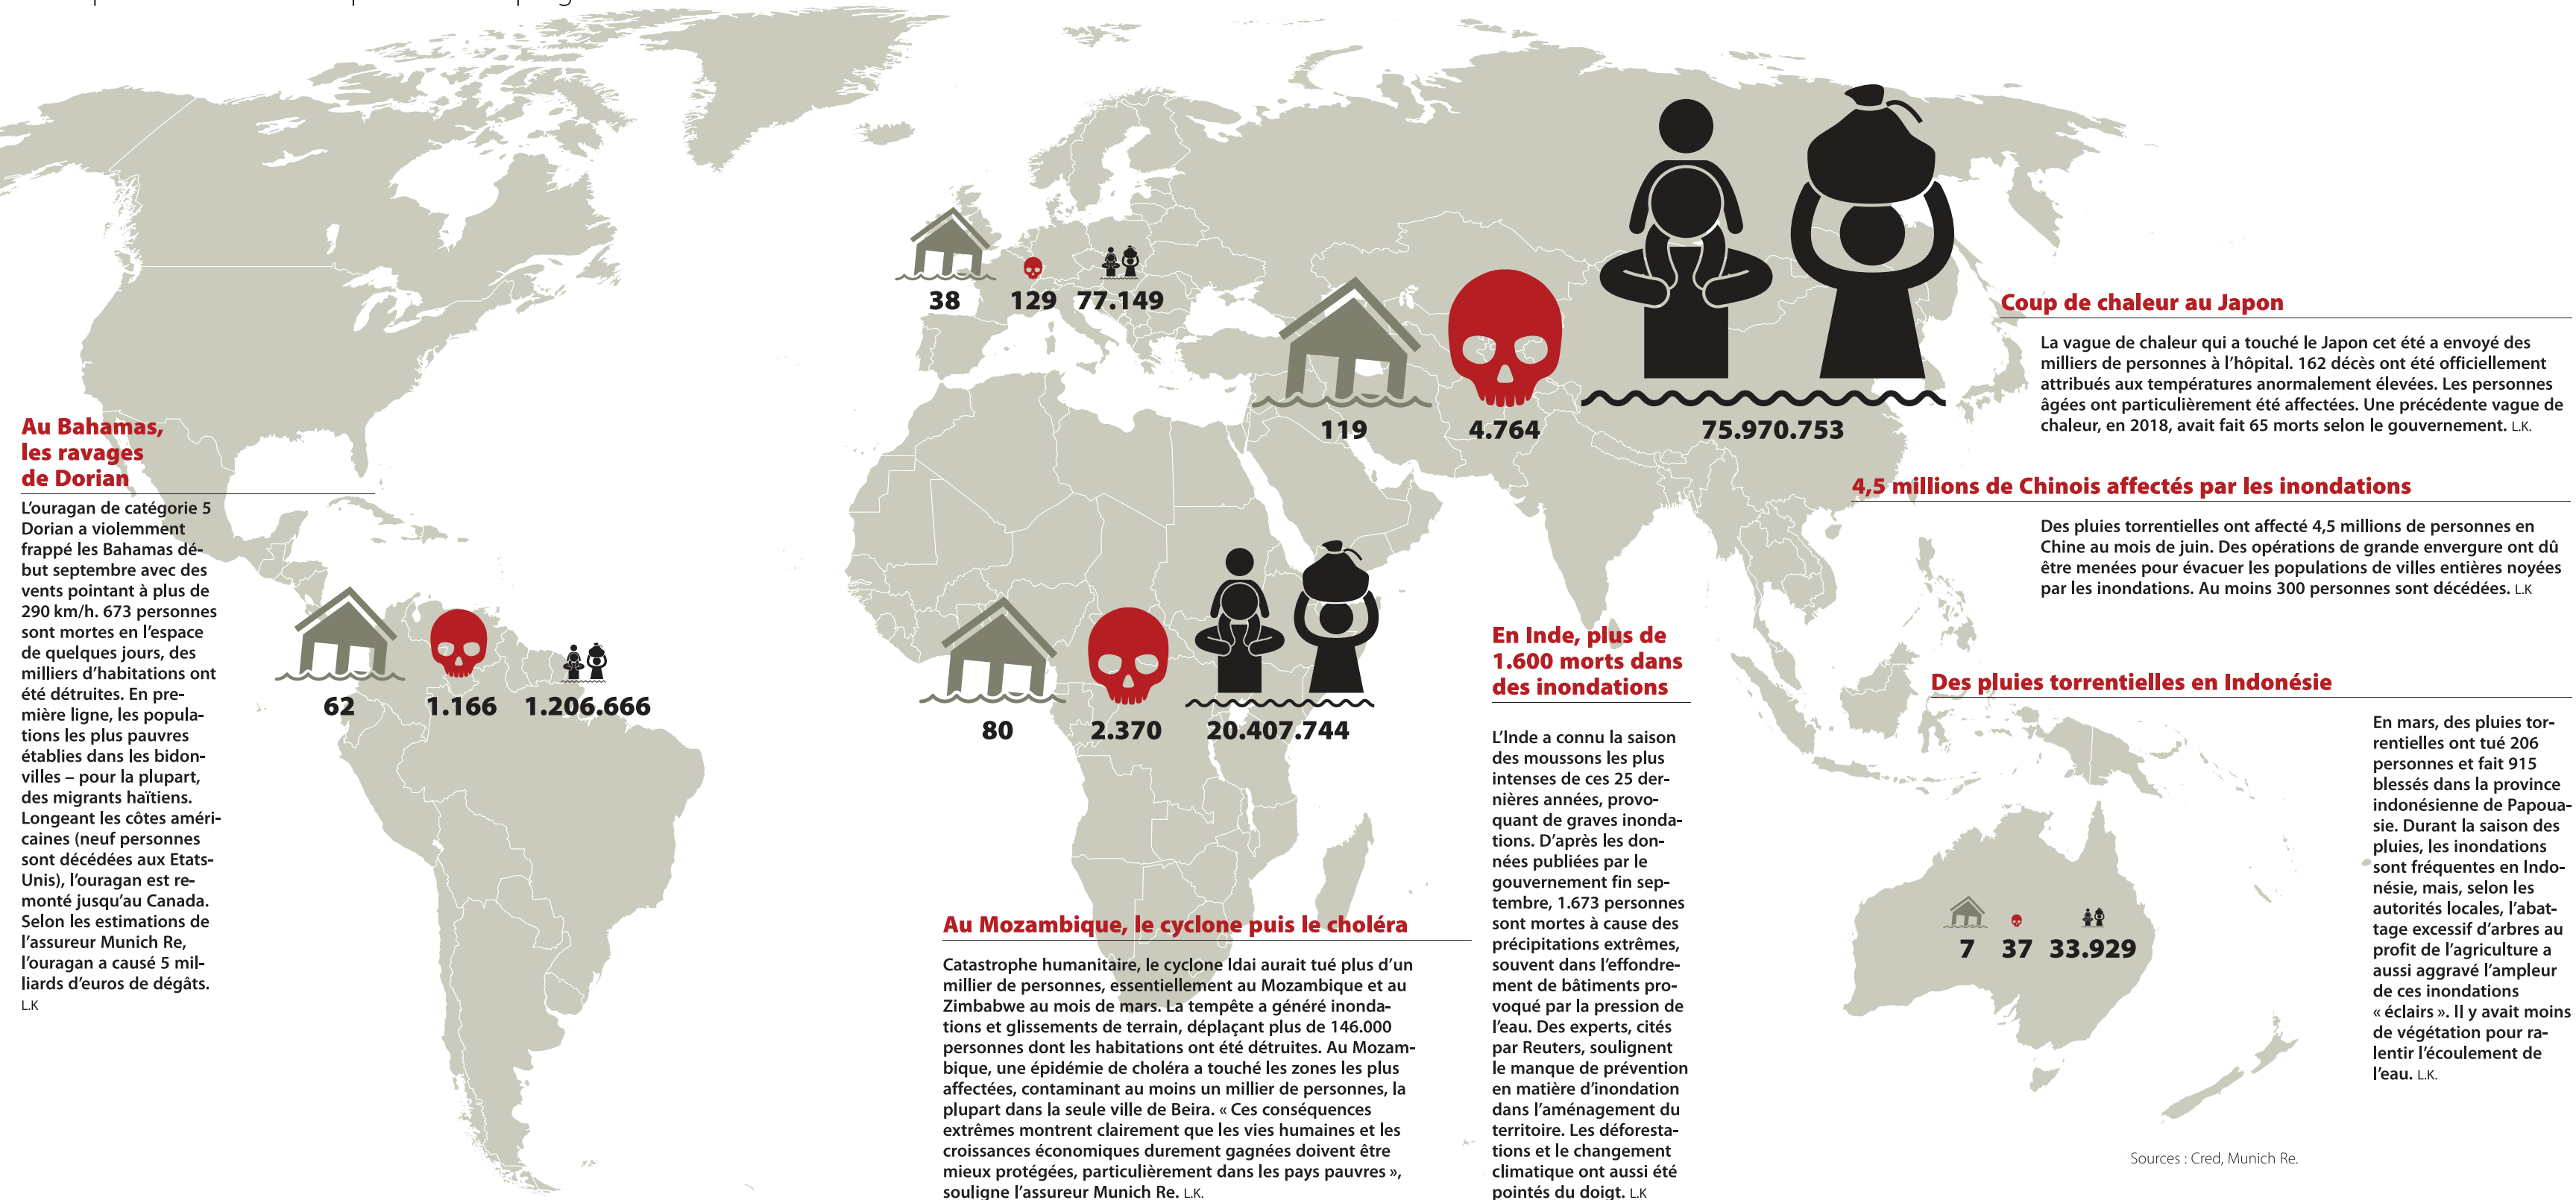 Au Bahamas,
les ravages
de Dorian
L’ouragan de catégorie 5
Dorian a violemment
frappé les Bahamas dé-
but septembre avec des
vents pointant à plus de
290 km/h. 673 personnes
sont mortes en l’espace
de quelques jours, des
milliers d’habitations ont
été détruites. En pre-
mière ligne, les popula-
tions les plus pauvres
établies dans les bidon-
villes – pour la plupart,
des migrants haïtiens.
Longeant les côtes améri-
caines (neuf personnes
sont décédées aux Etats-
Unis), l’ouragan est re-
monté jusqu’au Canada.
Selon les estimations de
l’assureur Munich Re,
l’ouragan a causé 5 mil-
liards d’euros de dégâts.
L.K
62 1.166 1.206.666
38 129 77.149
119 4.764 75.970.753
80 2.370 20.407.744
Au Mozambique, le cyclone puis le choléra
Catastrophe humanitaire, le cyclone Idai aurait tué plus d’un
millier de personnes, essentiellement au Mozambique et au
Zimbabwe au mois de mars. La tempête a généré inonda-
tions et glissements de terrain, déplaçant plus de 146.000
personnes dont les habitations ont été détruites. Au Mozam-
bique, une épidémie de choléra a touché les zones les plus
affectées, contaminant au moins un millier de personnes, la
plupart dans la seule ville de Beira. « Ces conséquences
extrêmes montrent clairement que les vies humaines et les
croissances économiques durement gagnées doivent être
mieux protégées, particulièrement dans les pays pauvres »,
souligne l’assureur Munich Re. L.K.
En Inde, plus de
1.600 morts dans
des inondations
L’Inde a connu la saison
des moussons les plus
intenses de ces 25 der-
nières années, provo-
quant de graves inonda-
tions. D’après les don-
nées publiées par le
gouvernement fin sep-
tembre, 1.673 personnes
sont mortes à cause des
précipitations extrêmes,
souvent dans l’effondre-
ment de bâtiments pro-
voqué par la pression de
l’eau. Des experts, cités
par Reuters, soulignent
le manque de prévention
en matière d’inondation
dans l’aménagement du
territoire. Les déforesta-
tions et le changement
climatique ont aussi été
pointés du doigt. L.K
Coup de chaleur au Japon
La vague de chaleur qui a touché le Japon cet été a envoyé des
milliers de personnes à l’hôpital. 162 décès ont été officiellement
attribués aux températures anormalement élevées. Les personnes
âgées ont particulièrement été affectées. Une précédente vague de
chaleur, en 2018, avait fait 65 morts selon le gouvernement. L.K.
4,5 millions de Chinois affectés par les inondations
Des pluies torrentielles ont affecté 4,5 millions de personnes en
Chine au mois de juin. Des opérations de grande envergure ont dû
être menées pour évacuer les populations de villes entières noyées
par les inondations. Au moins 300 personnes sont décédées. L.K
Des pluies torrentielles en Indonésie
En mars, des pluies tor-
rentielles ont tué 206
personnes et fait 915
blessés dans la province
indonésienne de Papoua-
sie. Durant la saison des
pluies, les inondations
sont fréquentes en Indo-
nésie, mais, selon les
autorités locales, l’abat-
tage excessif d’arbres au
profit de l’agriculture a
aussi aggravé l’ampleur
de ces inondations
« éclairs ». Il y avait moins
de végétation pour ra-
lentir l’écoulement de
l’eau. L.K.
7 37 33.929
Sources : Cred, Munich Re.